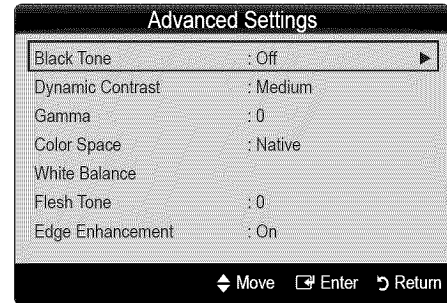 Advanced Settings
Black Tone : Off ►
Dynamic Contrast : Medium
Gamma : 0
Color Space : Native
White Balance
Flesh Tone : 0
Edge Enhancement : On
Move Enter Return